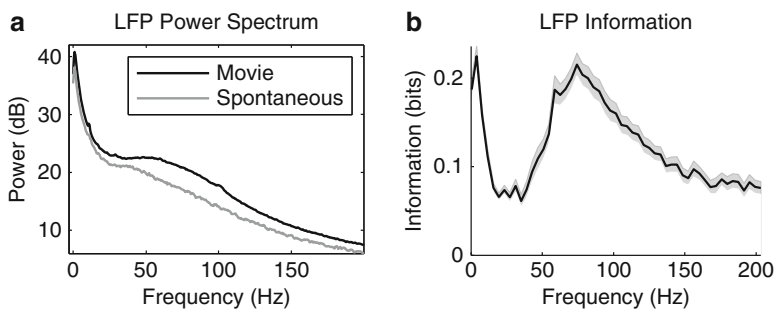 a
LFP Power Spectrum
Power (dB)
40
30
20
10
Movie
Spontaneous
0
50
100
150
Frequency (Hz)
b
LFP Information
Information (bits)
0.2
0.1
0
0
50
100
150
200
Frequency (Hz)